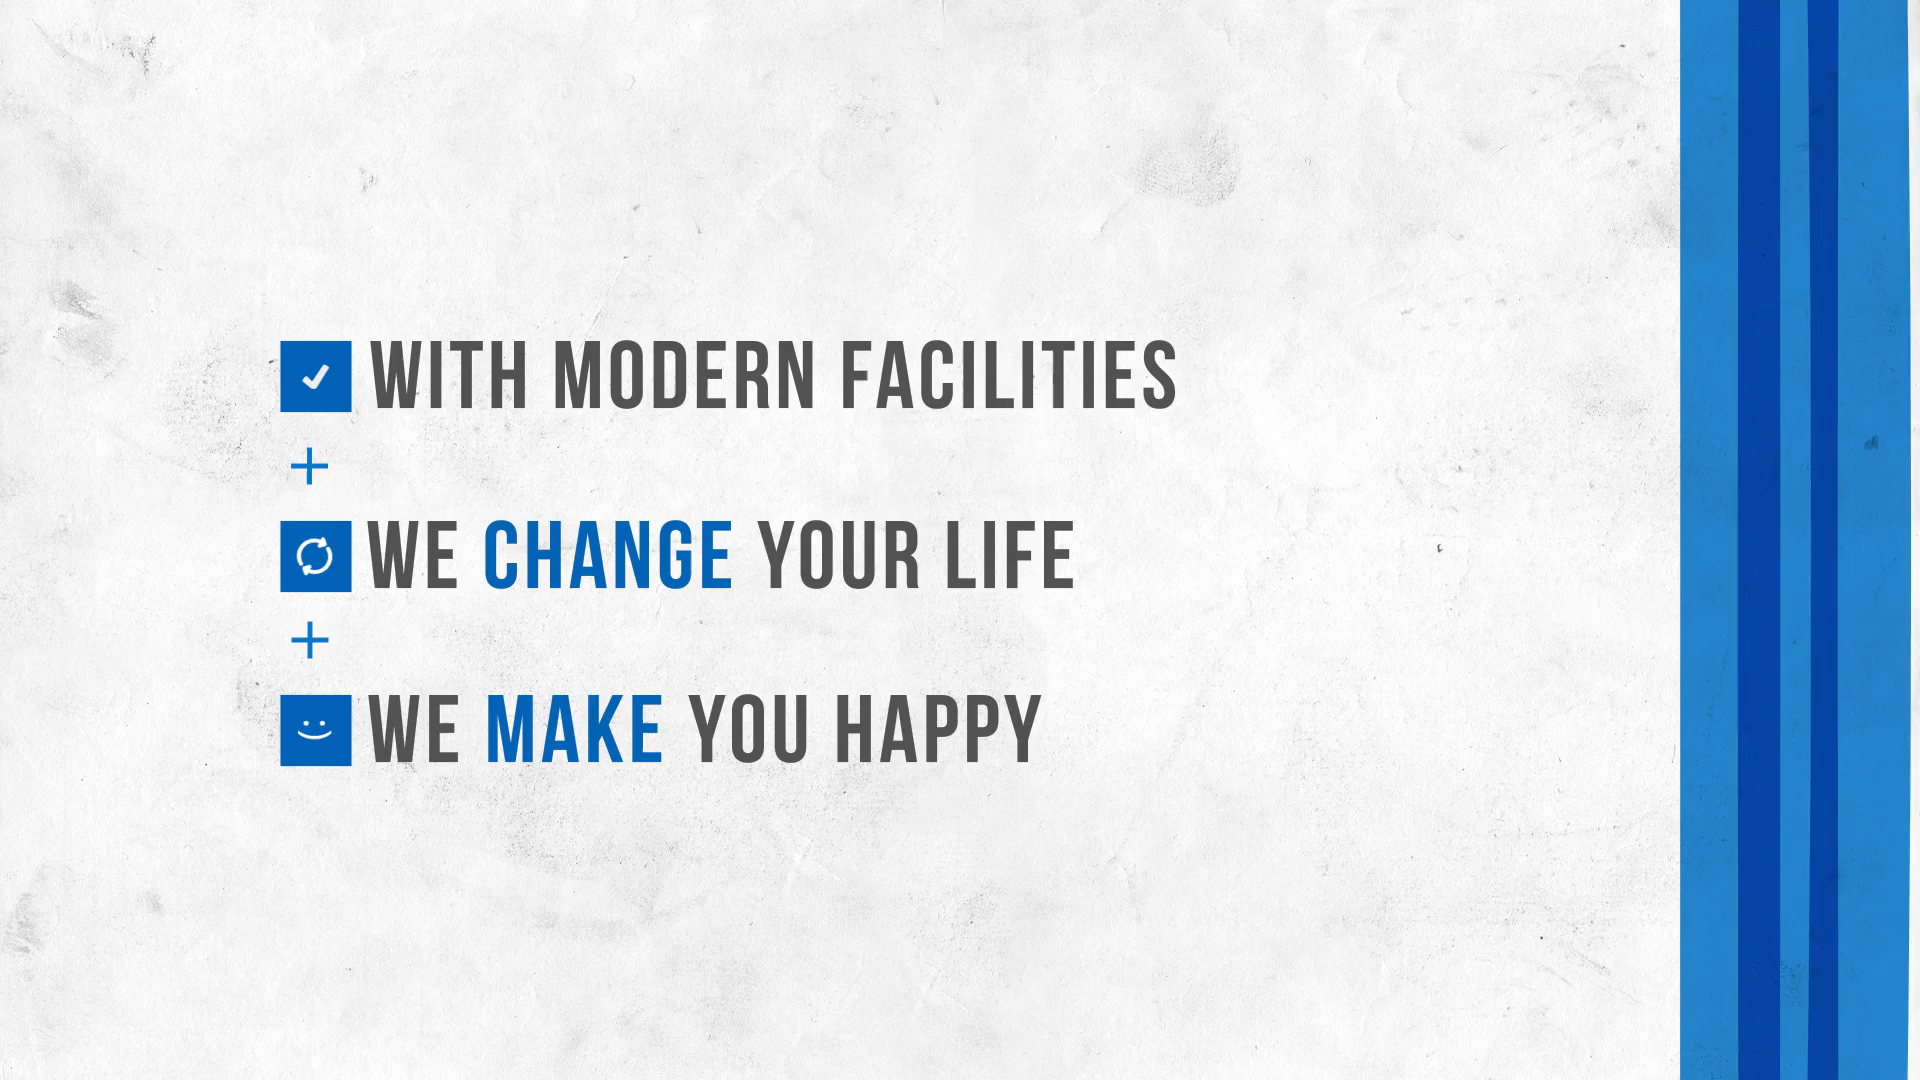 WITH MODERN FACILITIES
+
WE CHANGE YOUR LIFE
+
WE MAKE YOU HAPPY